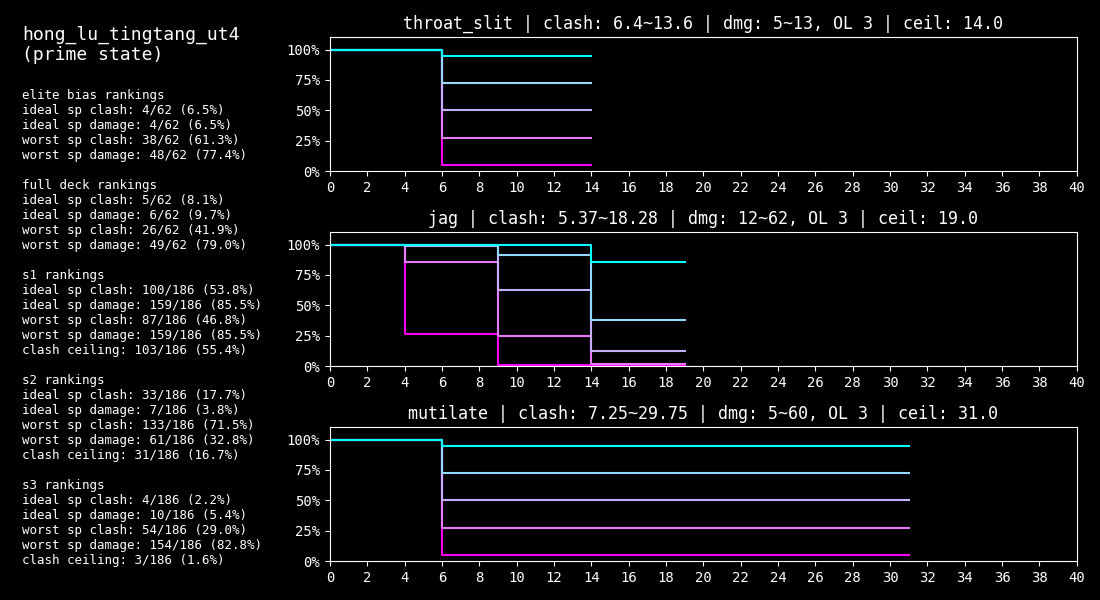 hong_lu_tingtang_ut4
(prime state)
elite bias rankings
ideal sp clash: 4/62 (6.5%)
ideal sp damage: 4/62 (6.5%)
worst sp clash: 38/62 (61.3%)
worst sp damage: 48/62 (77.4%)
full deck rankings
ideal sp clash: 5/62 (8.1%)
ideal sp damage: 6/62 (9.7%)
worst sp clash: 26/62 (41.9%)
worst sp damage: 49/62 (79.0%)
s1 rankings
ideal sp clash: 100/186 (53.8%)
ideal sp damage: 159/186 (85.5%)
worst sp clash: 87/186 (46.8%)
worst sp damage: 159/186 (85.5%)
clash ceiling: 103/186 (55.4%)
s2 rankings
ideal sp clash: 33/186 (17.7%)
ideal sp damage: 7/186 (3.8%)
worst sp clash: 133/186 (71.5%)
worst sp damage: 61/186 (32.8%)
clash ceiling: 31/186 (16.7%)
s3 rankings
ideal sp clash: 4/186 (2.2%)
ideal sp damage: 10/186 (5.4%)
worst sp clash: 54/186 (29.0%)
worst sp damage: 154/186 (82.8%)
clash ceiling: 3/186 (1.6%)
throat_slit | clash: 6.4~13.6 | dmg: 5~13, OL 3 | ceil: 14.0
100%
75%
50%
25%
0%
0 2 4 6 8 10 12 14 16 18 20 22 24 26 28 30 32 34 36 38 40
jag | clash: 5.37~18.28 | dmg: 12~62, OL 3 | ceil: 19.0
100%
75%
50%
25%
0%
0 2 4 6 8 10 12 14 16 18 20 22 24 26 28 30 32 34 36 38 40
mutilate | clash: 7.25~29.75 | dmg: 5~60, OL 3 | ceil: 31.0
100%
75%
50%
25%
0%
0 2 4 6 8 10 12 14 16 18 20 22 24 26 28 30 32 34 36 38 40